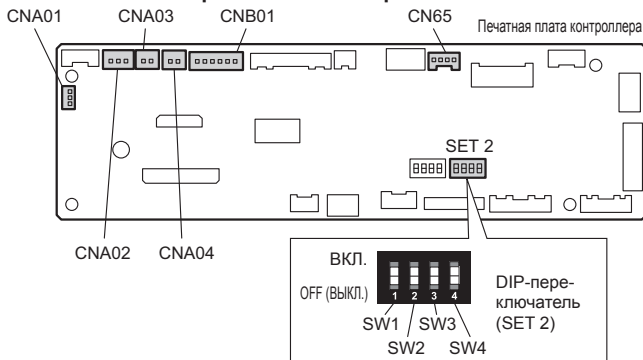 CNA01
CNA03
CNB01
CN65
Печатная плата контроллера
SET 2
CNA02
CNA04
ВКЛ.
OFF (ВЫКЛ.)
1 2 3 4
SW1
SW3
SW2
SW4
DIP-пере-
ключатель
(SET 2)